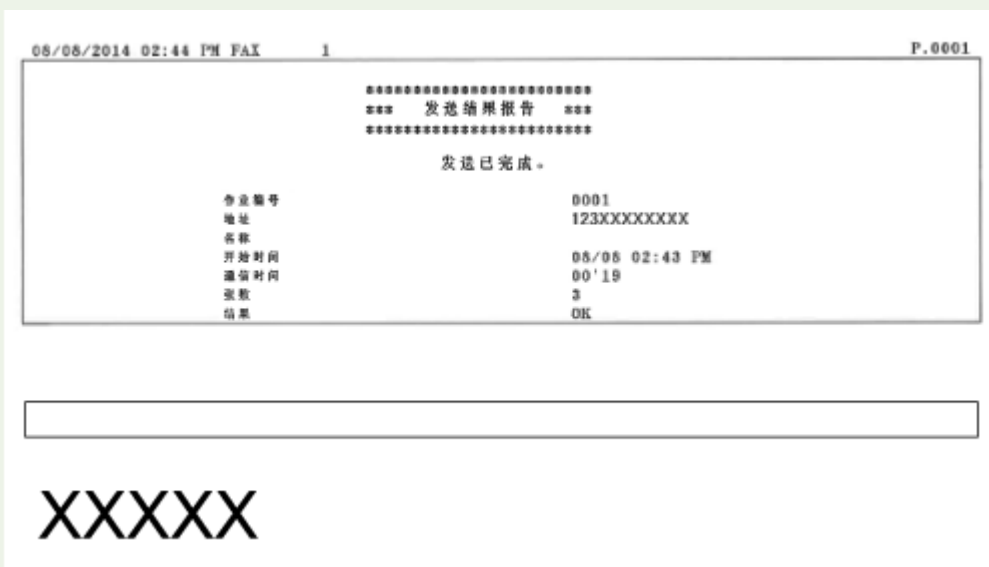 08/08/2014 02:44 PM FAX 1 P.0001
************************
*** 发送结果报告 ***
************************
发送已完成。
作业编号 0001
地址 123XXXXXXXX
名称
开始时间 08/08 02:43 PM
通信时间 00'19
张数 3
结果 OK
XXXXX